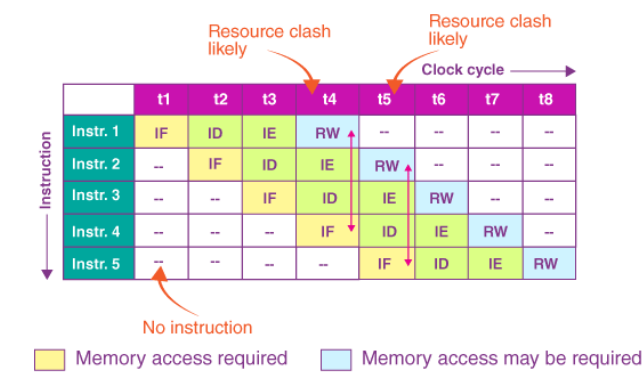 Resource clash
likely
Resource clash
likely
Clock cycle
t1 t2 t3 t4 t5 t6 t7 t8
Instruction
Instr. 1 IF ID IE RW -- -- -- --
Instr. 2 -- IF ID IE RW -- -- --
Instr. 3 IF ID IE RW -- --
Instr. 4 -- -- -- IF ID IE RW --
Instr. 5 -- -- -- -- IF ID IE RW
No instruction
Memory access required
Memory access may be required